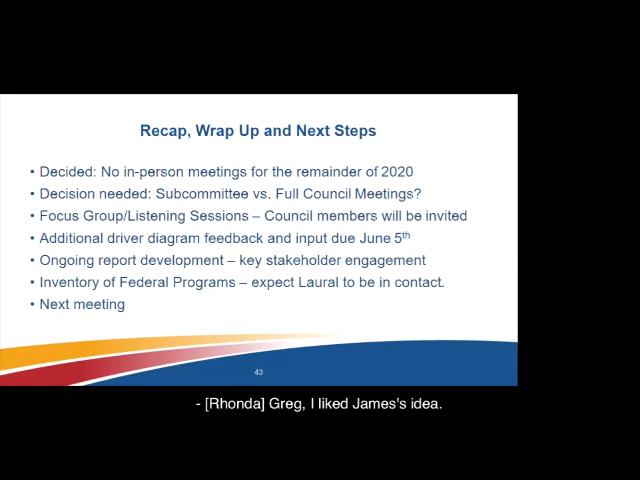 Recap, Wrap Up and Next Steps
• Decided: No in-person meetings for the remainder of 2020
• Decision needed: Subcommittee vs. Full Council Meetings?
• Focus Group/Listening Sessions – Council members will be invited
• Additional driver diagram feedback and input due June 5th
• Ongoing report development – key stakeholder engagement
• Inventory of Federal Programs – expect Laural to be in contact.
• Next meeting
43
- [Rhonda] Greg, I liked James's idea.